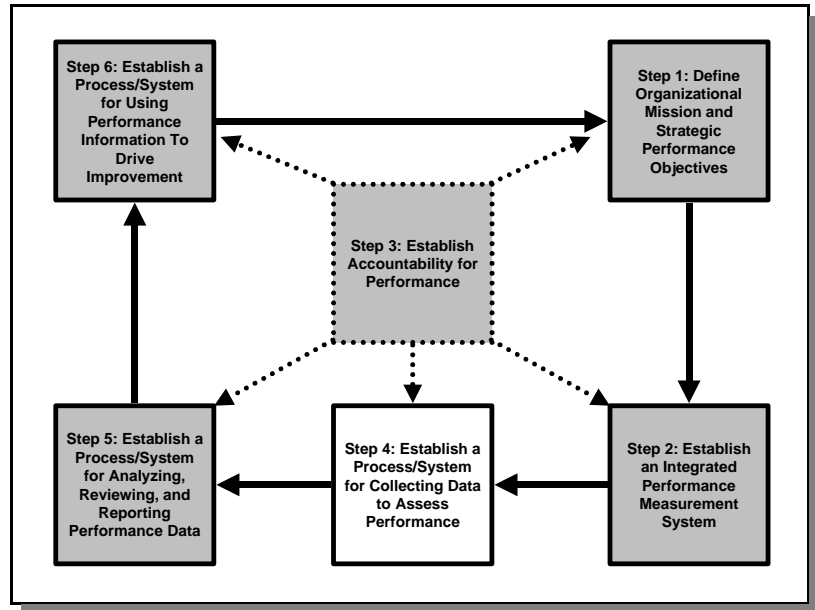 Step 6: Establish a
Process/System
for Using
Performance
Information To
Drive
Improvement
Step 1: Define
Organizational
Mission and
Strategic
Performance
Objectives
Step 3: Establish
Accountability for
Performance
Step 5: Establish a
Process/System
for Analyzing,
Reviewing, and
Reporting
Performance Data
Step 4: Establish a
Process/System
for Collecting Data
to Assess
Performance
Step 2: Establish
an Integrated
Performance
Measurement
System